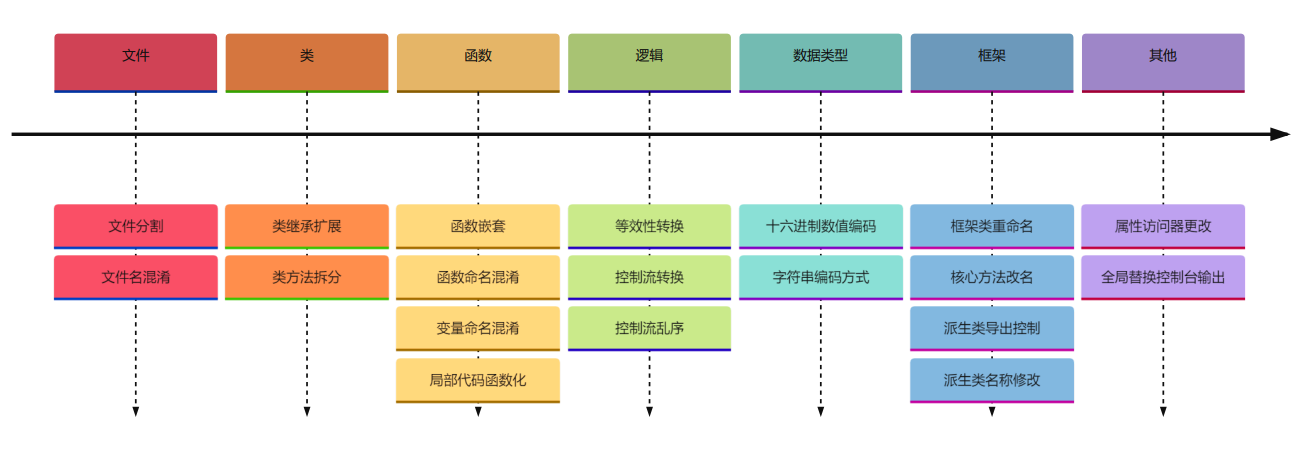 文件
类
函数
逻辑
数据类型
框架
其他
文件分割
类继承扩展
函数嵌套
等效性转换
十六进制数值编码
框架类重命名
属性访问器更改
文件名混淆
类方法拆分
函数命名混淆
控制流转换
字符串编码方式
核心方法改名
全局替换控制台输出
变量命名混淆
控制流乱序
派生类导出控制
局部代码函数化
派生类名称修改